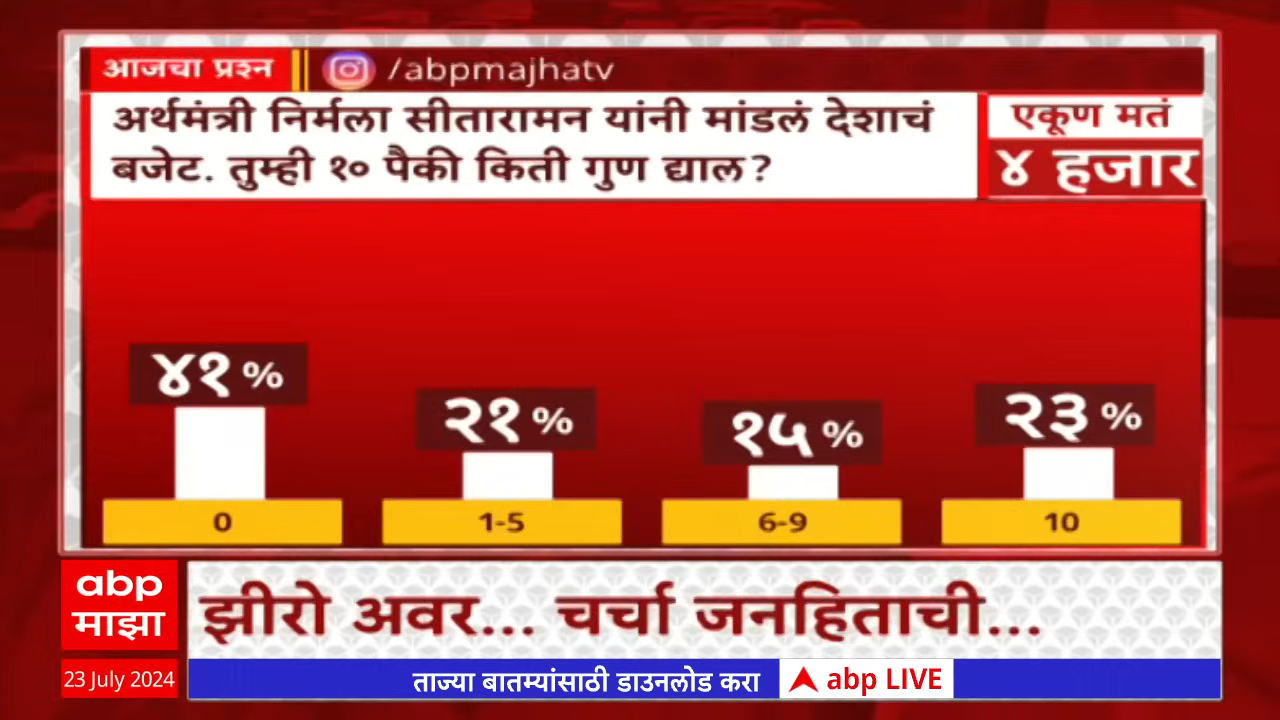 आजचा प्रश्न /abpmajhatv
अर्थमंत्री निर्मला सीतारामन यांनी मांडलं देशाचं
बजेट. तुम्ही १० पैकी किती गुण द्याल?
एकूण मतं
४ हजार
४१%
२१%
१५%
२३%
0
1-5
6-9
10
abp
माझा
झीरो अवर... चर्चा जनहिताची...
23 July 2024
ताज्या बातम्यांसाठी डाउनलोड करा abp LIVE